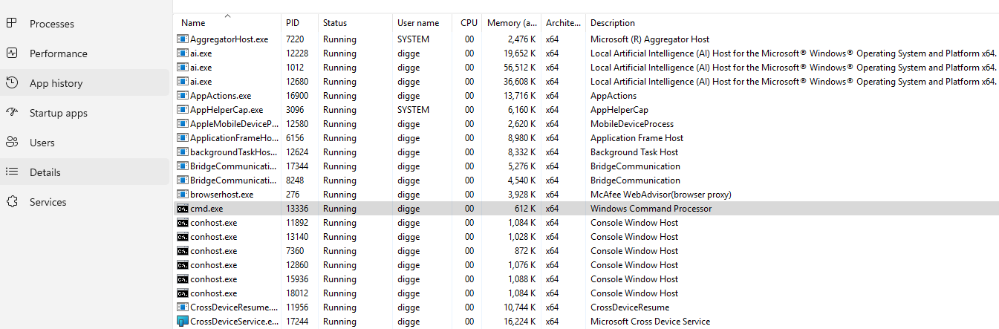 Processes
Performance
App history
Startup apps
Users
Details
Services
Name PID Status User name CPU Memory (a... Archite... Description
AggregatorHost.exe 7220 Running SYSTEM 00 2,476 K x64 Microsoft (R) Aggregator Host
ai.exe 12228 Running digge 00 19,652 K x64 Local Artificial Intelligence (AI) Host for the Microsoft® Windows® Operating System and Platform x64.
ai.exe 1012 Running digge 00 56,512 K x64 Local Artificial Intelligence (AI) Host for the Microsoft® Windows® Operating System and Platform x64.
ai.exe 12680 Running digge 00 36,608 K x64 Local Artificial Intelligence (AI) Host for the Microsoft® Windows® Operating System and Platform x64.
AppActions.exe 16900 Running digge 00 13,716 K x64 AppActions
AppHelperCap.exe 3096 Running SYSTEM 00 6,160 K x64 AppHelperCap
AppleMobileDeviceP... 12580 Running digge 00 2,620 K x64 MobileDeviceProcess
ApplicationFrameHo... 6156 Running digge 00 8,980 K x64 Application Frame Host
backgroundTaskHos... 12624 Running digge 00 8,332 K x64 Background Task Host
BridgeCommunicati... 17344 Running digge 00 5,276 K x64 BridgeCommunication
BridgeCommunicati... 8248 Running digge 00 4,540 K x64 BridgeCommunication
browserhost.exe 276 Running digge 00 3,928 K x64 McAfee WebAdvisor(browser proxy)
cmd.exe 13336 Running digge 00 612 K x64 Windows Command Processor
conhost.exe 11892 Running digge 00 1,084 K x64 Console Window Host
conhost.exe 13140 Running digge 00 1,028 K x64 Console Window Host
conhost.exe 7360 Running digge 00 872 K x64 Console Window Host
conhost.exe 12860 Running digge 00 1,076 K x64 Console Window Host
conhost.exe 15936 Running digge 00 1,088 K x64 Console Window Host
conhost.exe 18012 Running digge 00 1,084 K x64 Console Window Host
CrossDeviceResume.... 11956 Running digge 00 10,744 K x64 CrossDeviceResume
CrossDeviceService.e... 17244 Running digge 00 16,224 K x64 Microsoft Cross Device Service